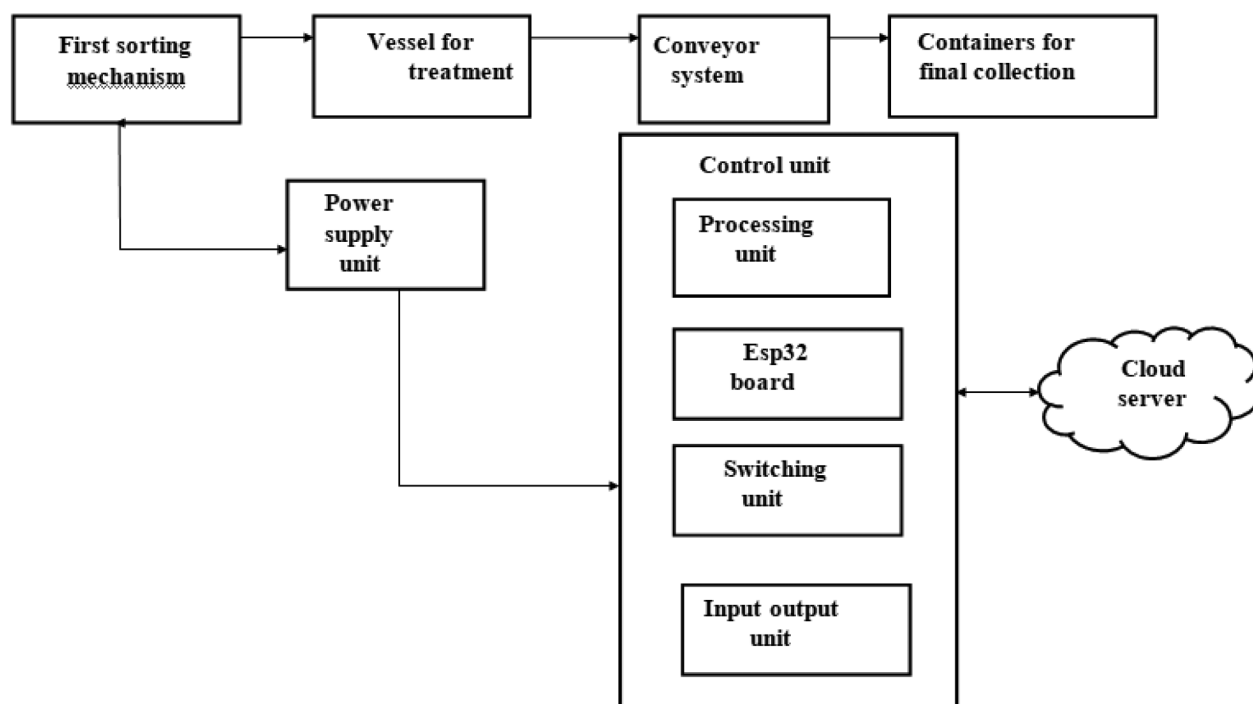 First sorting
mechanism
Vessel for
treatment
Conveyor
system
Containers for
final collection
Power
supply
unit
Control unit
Processing
unit
Esp32
board
Switching
unit
Input output
unit
Cloud
server